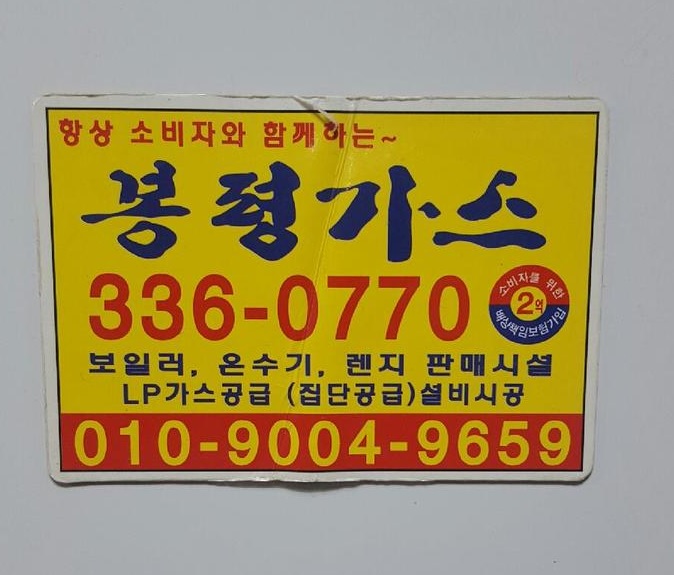 항상 소비자와 함께하는~
봉평가스
336-0770
소비자를 위한
2억
배상책임보험가입
보일러, 온수기, 렌지 판매시설
LP가스공급 (집단공급)설비시공
010-9004-9659